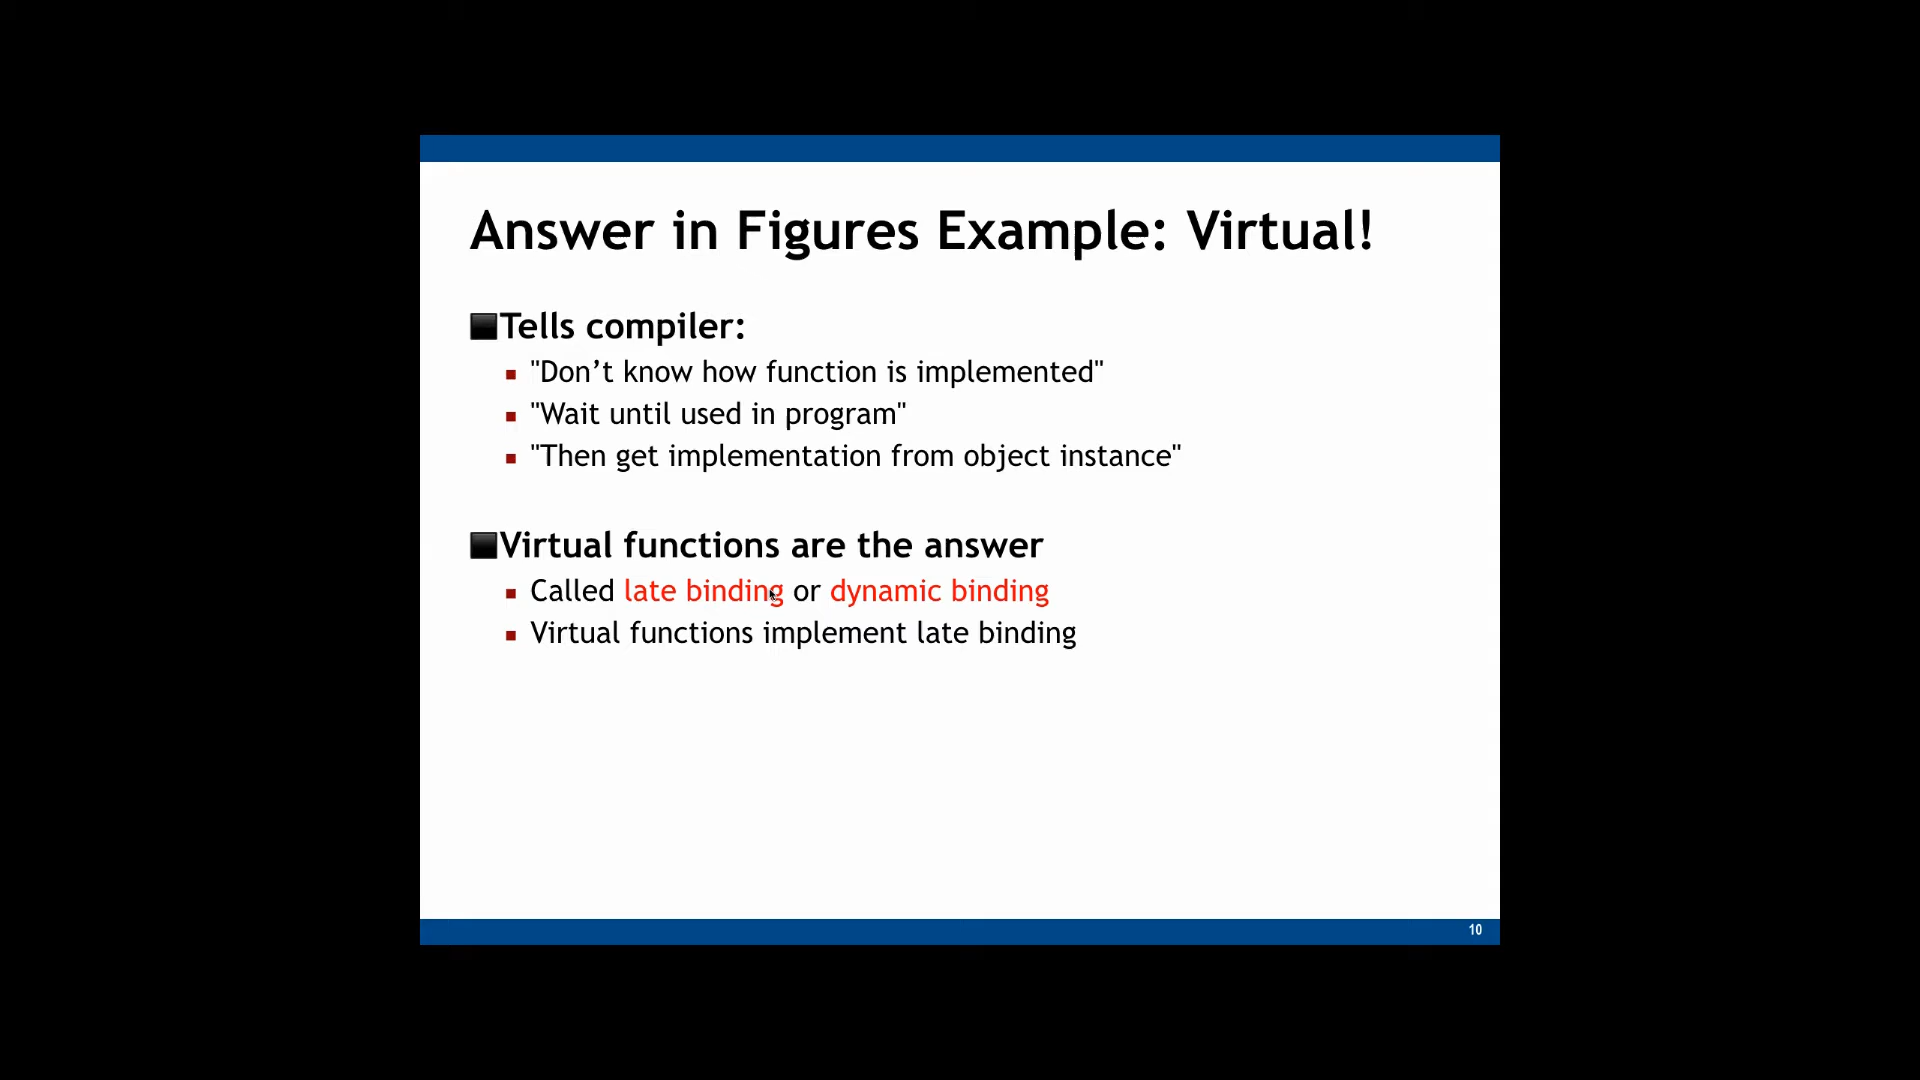 Answer in Figures Example: Virtual!
Tells compiler:
"Don’t know how function is implemented"
"Wait until used in program"
"Then get implementation from object instance"
Virtual functions are the answer
Called late binding or dynamic binding
Virtual functions implement late binding
10